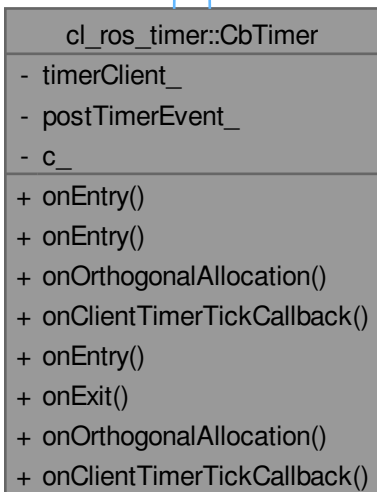 cl_ros_timer::CbTimer
- timerClient_
- postTimerEvent_
- c_
+ onEntry()
+ onEntry()
+ onOrthogonalAllocation()
+ onClientTimerTickCallback()
+ onEntry()
+ onExit()
+ onOrthogonalAllocation()
+ onClientTimerTickCallback()